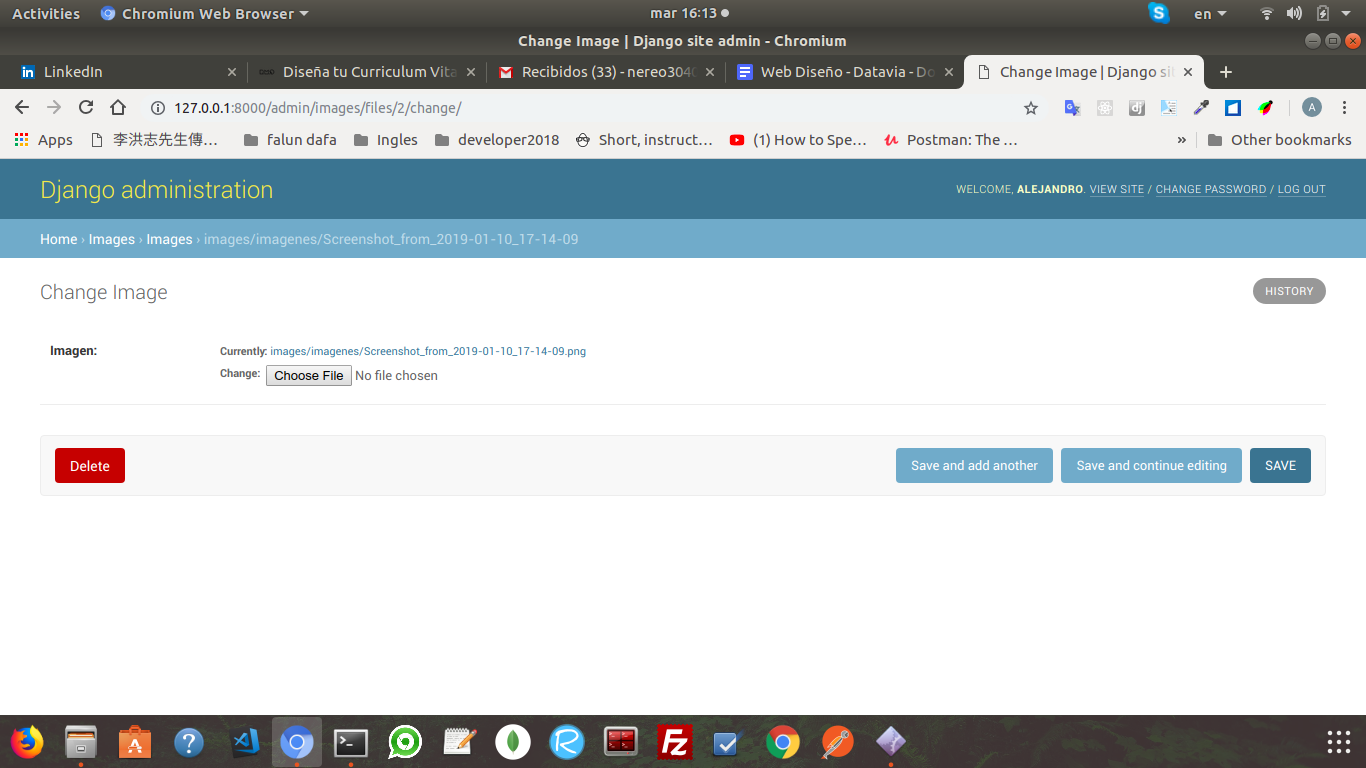 Activities Chromium Web Browser mar 16:13 en
Change Image | Django site admin - Chromium
LinkedIn Diseña tu Curriculum Vita Recibidos (33) - nereo304 Web Diseño - Datavia - Do Change Image | Django si
127.0.0.1:8000/admin/images/files/2/change/ A
Apps 李洪志先生傳… falun dafa Ingles developer2018 Short, instruct… (1) How to Spe… Postman: The … » Other bookmarks
Django administration WELCOME, ALEJANDRO. VIEW SITE / CHANGE PASSWORD / LOG OUT
Home › Images › Images › images/imagenes/Screenshot_from_2019-01-10_17-14-09
Change Image HISTORY
Imagen: Currently: images/imagenes/Screenshot_from_2019-01-10_17-14-09.png
Change: Choose File No file chosen
Delete Save and add another Save and continue editing SAVE